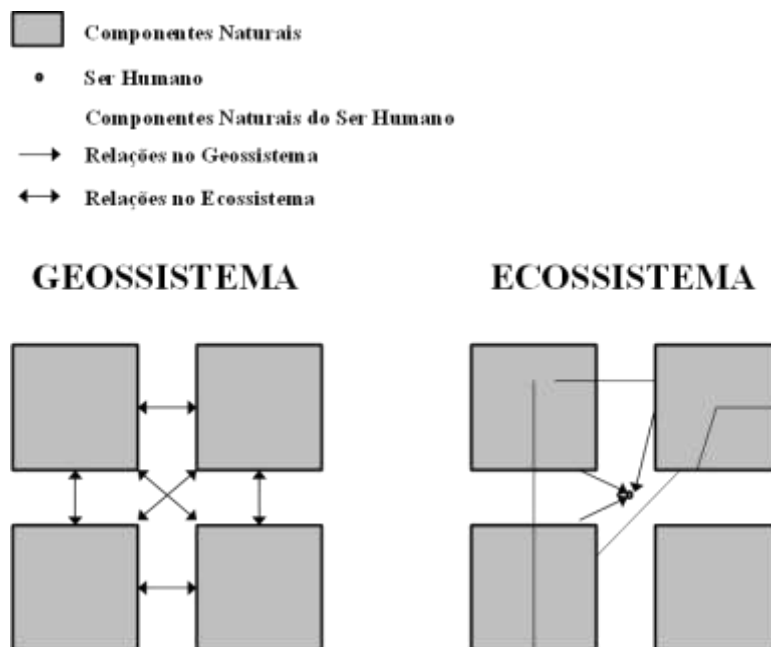 Componentes Naturais
Ser Humano
Componentes Naturais do Ser Humano
Relações no Geossistema
Relações no Ecossistema
GEOSSISTEMA
ECOSSISTEMA